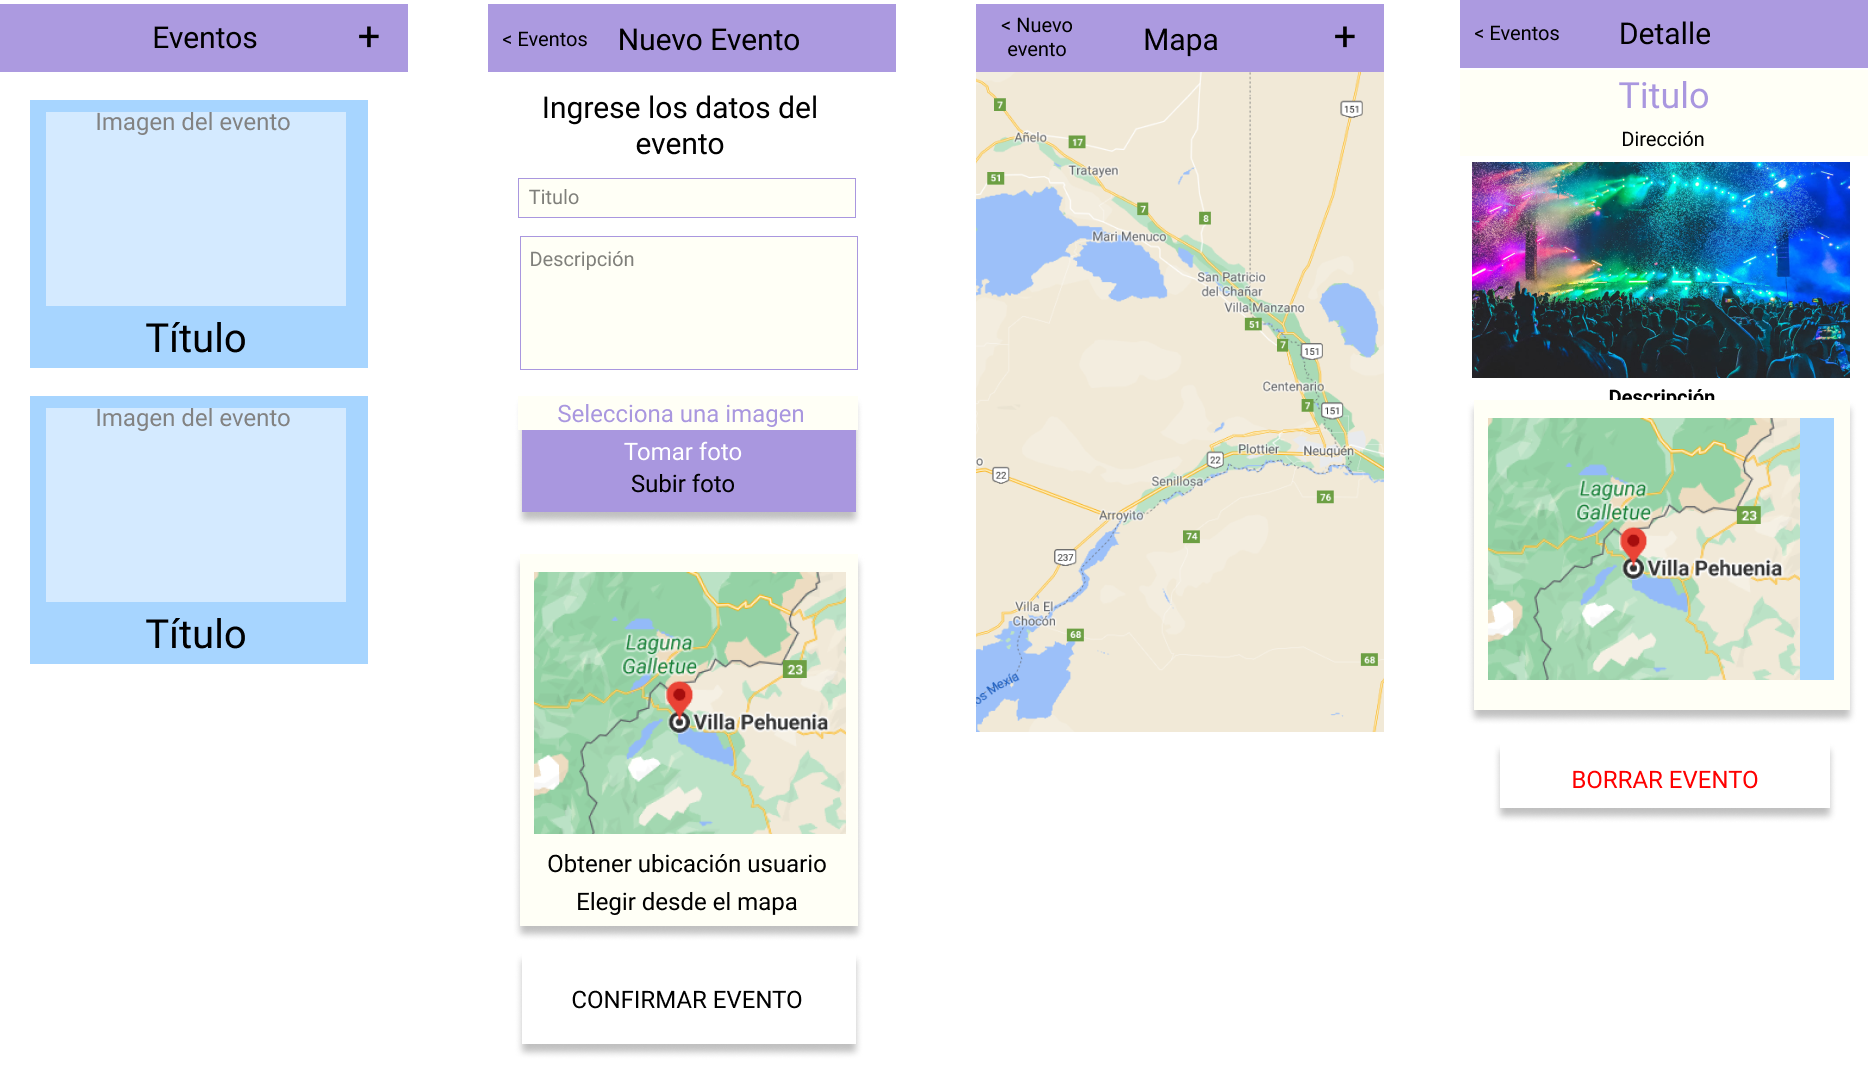 Eventos
+
Imagen del evento
Título
Imagen del evento
Título
< Eventos
Nuevo Evento
Ingrese los datos del
evento
Titulo
Descripción
Selecciona una imagen
Tomar foto
Subir foto
Laguna
Galletue
23
Villa Pehuenia
Obtener ubicación usuario
Elegir desde el mapa
CONFIRMAR EVENTO
< Nuevo
evento
Mapa
+
7
151
Añelo
17
Tratayen
51
7
8
Mari Menuco
San Patricio
del Chañar
Villa Manzano
51
7
151
Centenario
7
151
Plottier
Neuquén
22
o
22
Senillosa
76
Arroyito
74
237
Villa El
Chocón
68
68
os Mexía
< Eventos
Detalle
Titulo
Dirección
Descripción
Laguna
Galletue
23
Villa Pehuenia
BORRAR EVENTO